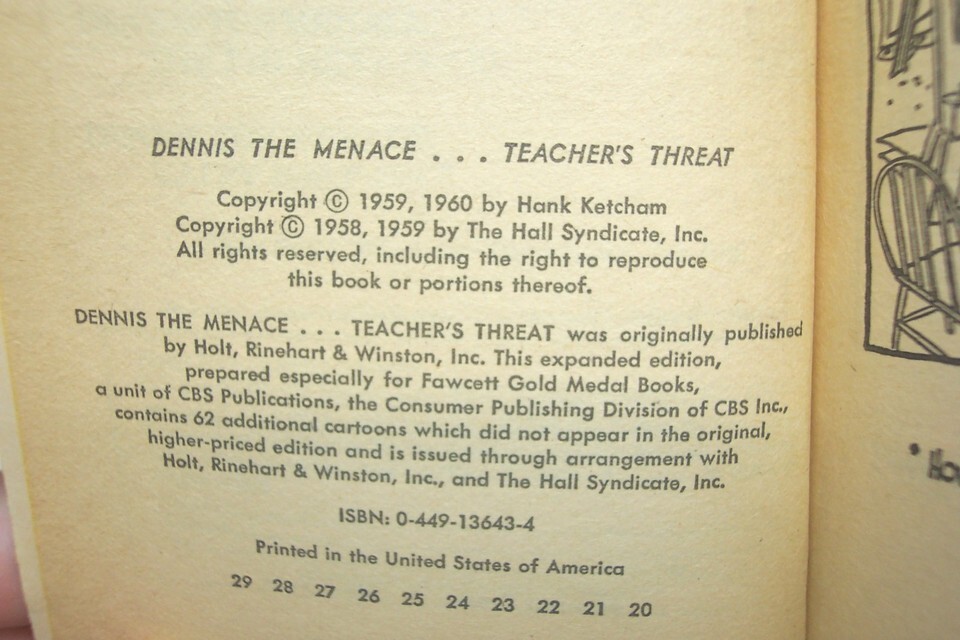 DENNIS THE MENACE . . . TEACHER'S THREAT
Copyright © 1959, 1960 by Hank Ketcham
Copyright © 1958, 1959 by The Hall Syndicate, Inc.
All rights reserved, including the right to reproduce
this book or portions thereof.
DENNIS THE MENACE . . . TEACHER'S THREAT was originally published
by Holt, Rinehart & Winston, Inc. This expanded edition,
prepared especially for Fawcett Gold Medal Books,
a unit of CBS Publications, the Consumer Publishing Division of CBS Inc.,
contains 62 additional cartoons which did not appear in the original,
higher-priced edition and is issued through arrangement with
Holt, Rinehart & Winston, Inc., and The Hall Syndicate, Inc.
ISBN: 0-449-13643-4
Printed in the United States of America
29 28 27 26 25 24 23 22 21 20